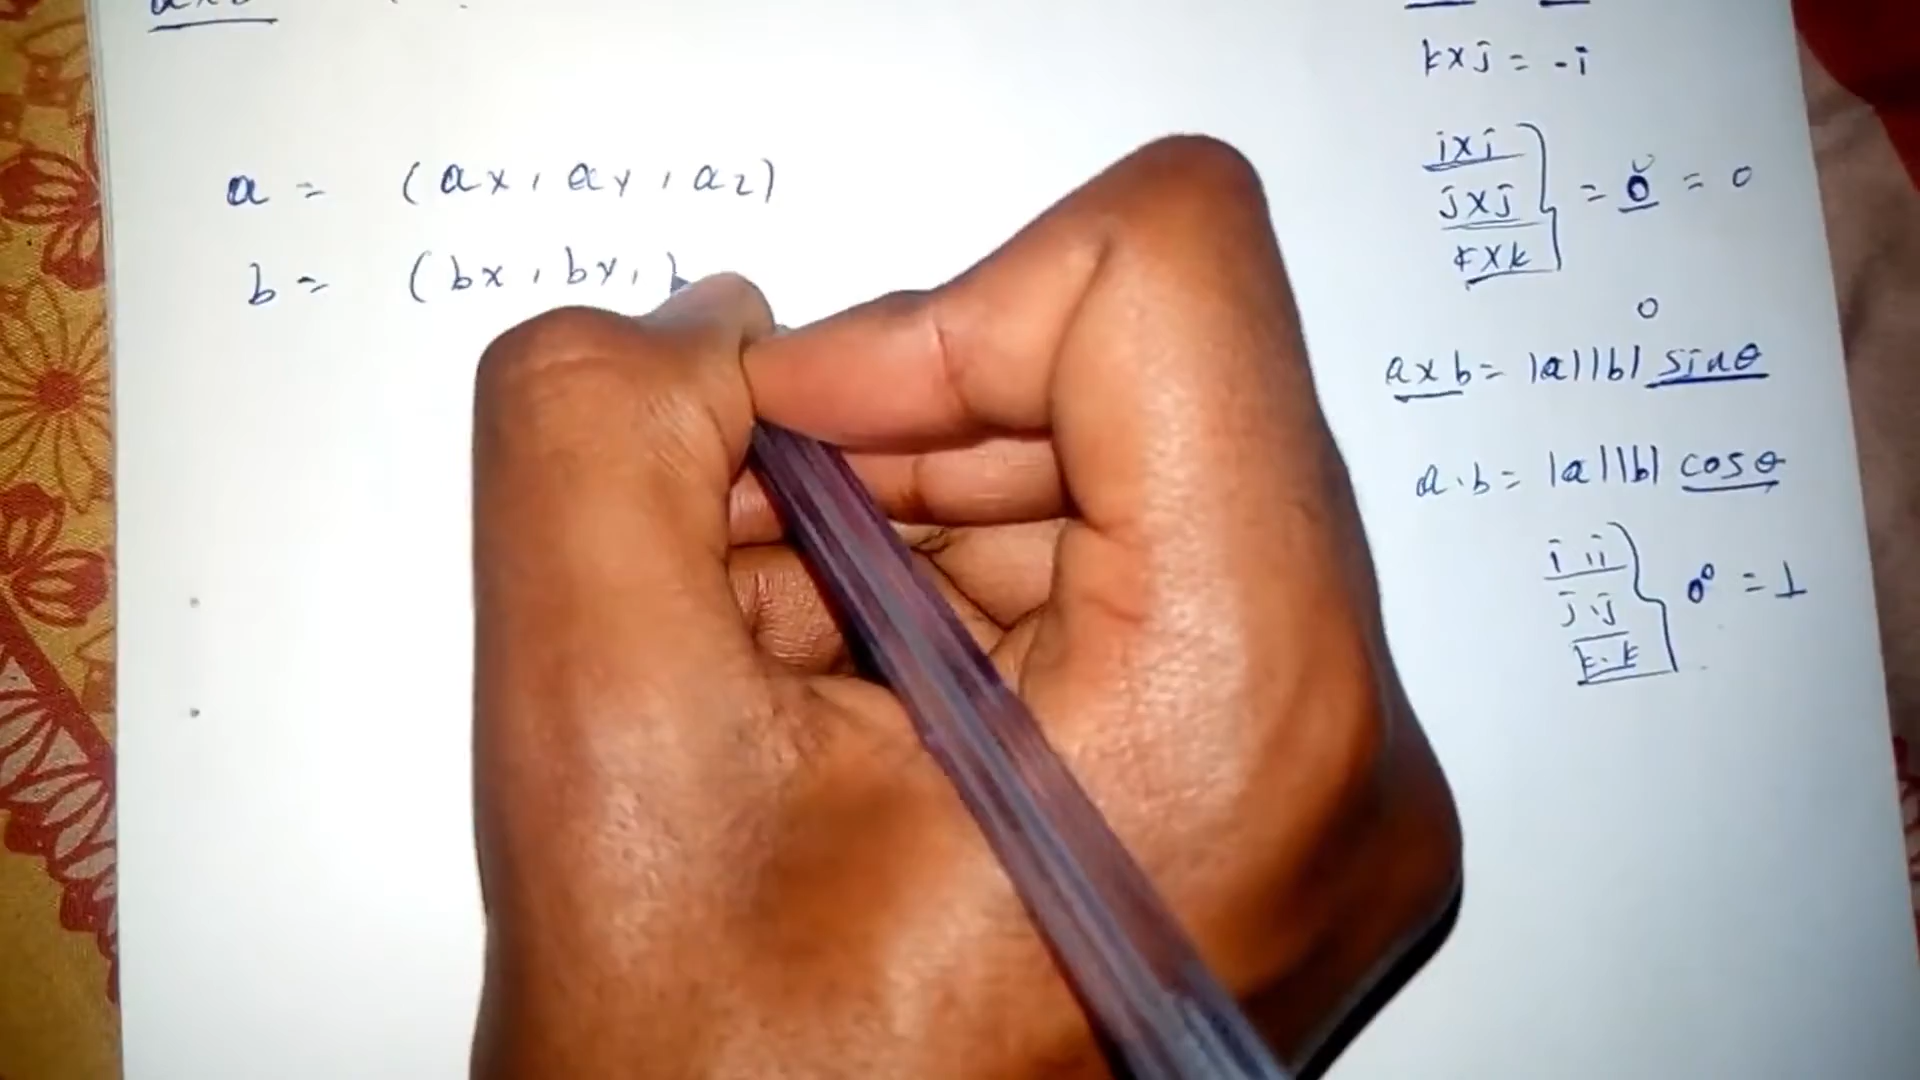 a = (ax, ay, az)
b = (bx, by,
k×j = -i
i×i
j×j
k×k
= 0 = 0
0
a×b = |a||b| sinθ
a·b = |a||b| cosθ
j·j
k·k
0° = 1